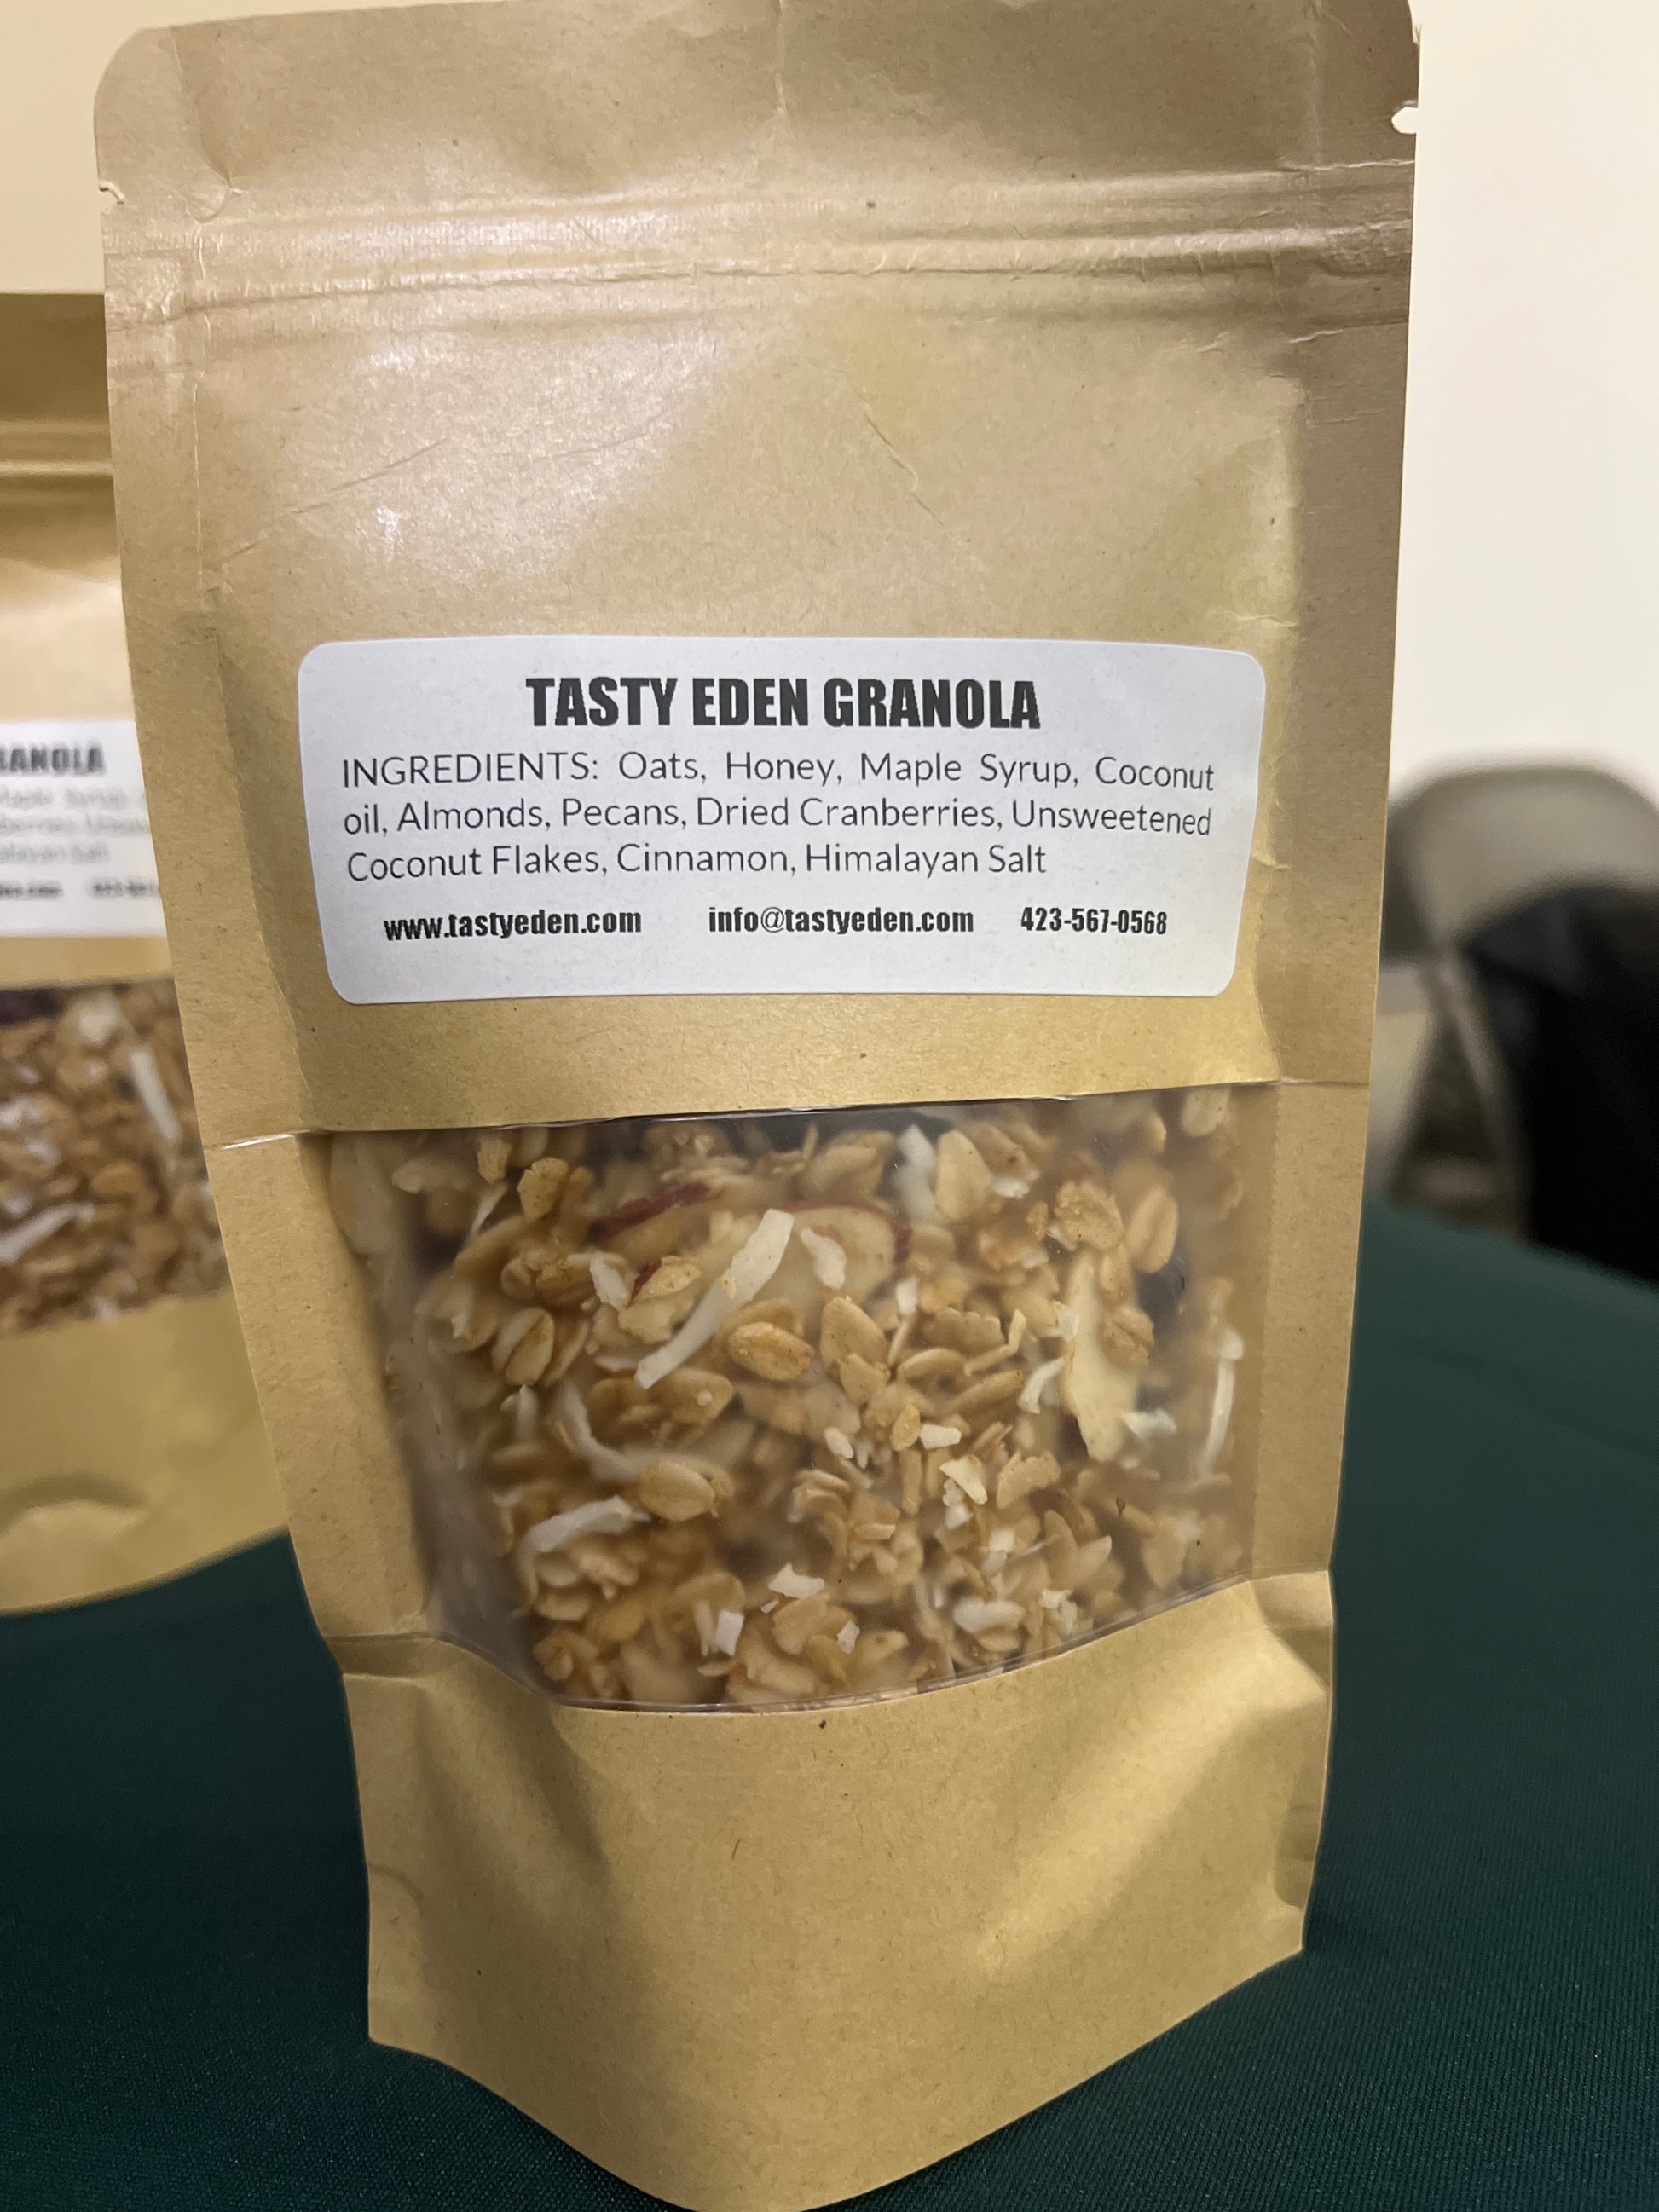 TASTY EDEN GRANOLA
INGREDIENTS: Oats, Honey, Maple Syrup, Coconut
oil, Almonds, Pecans, Dried Cranberries, Unsweetened
Coconut Flakes, Cinnamon, Himalayan Salt
www.tastyeden.com info@tastyeden.com 423-567-0568